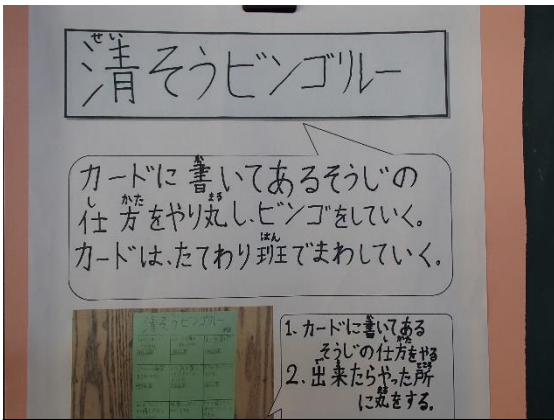 清そうビンゴリレー
カードに書いてあるそうじの
仕方をやり丸し、ビンゴをしていく。
カードは、たてわり班でまわしていく。
清そうビンゴリレー
1. カードに書いてある
そうじの仕方をやる
2. 出来たらやった所
に丸をする。